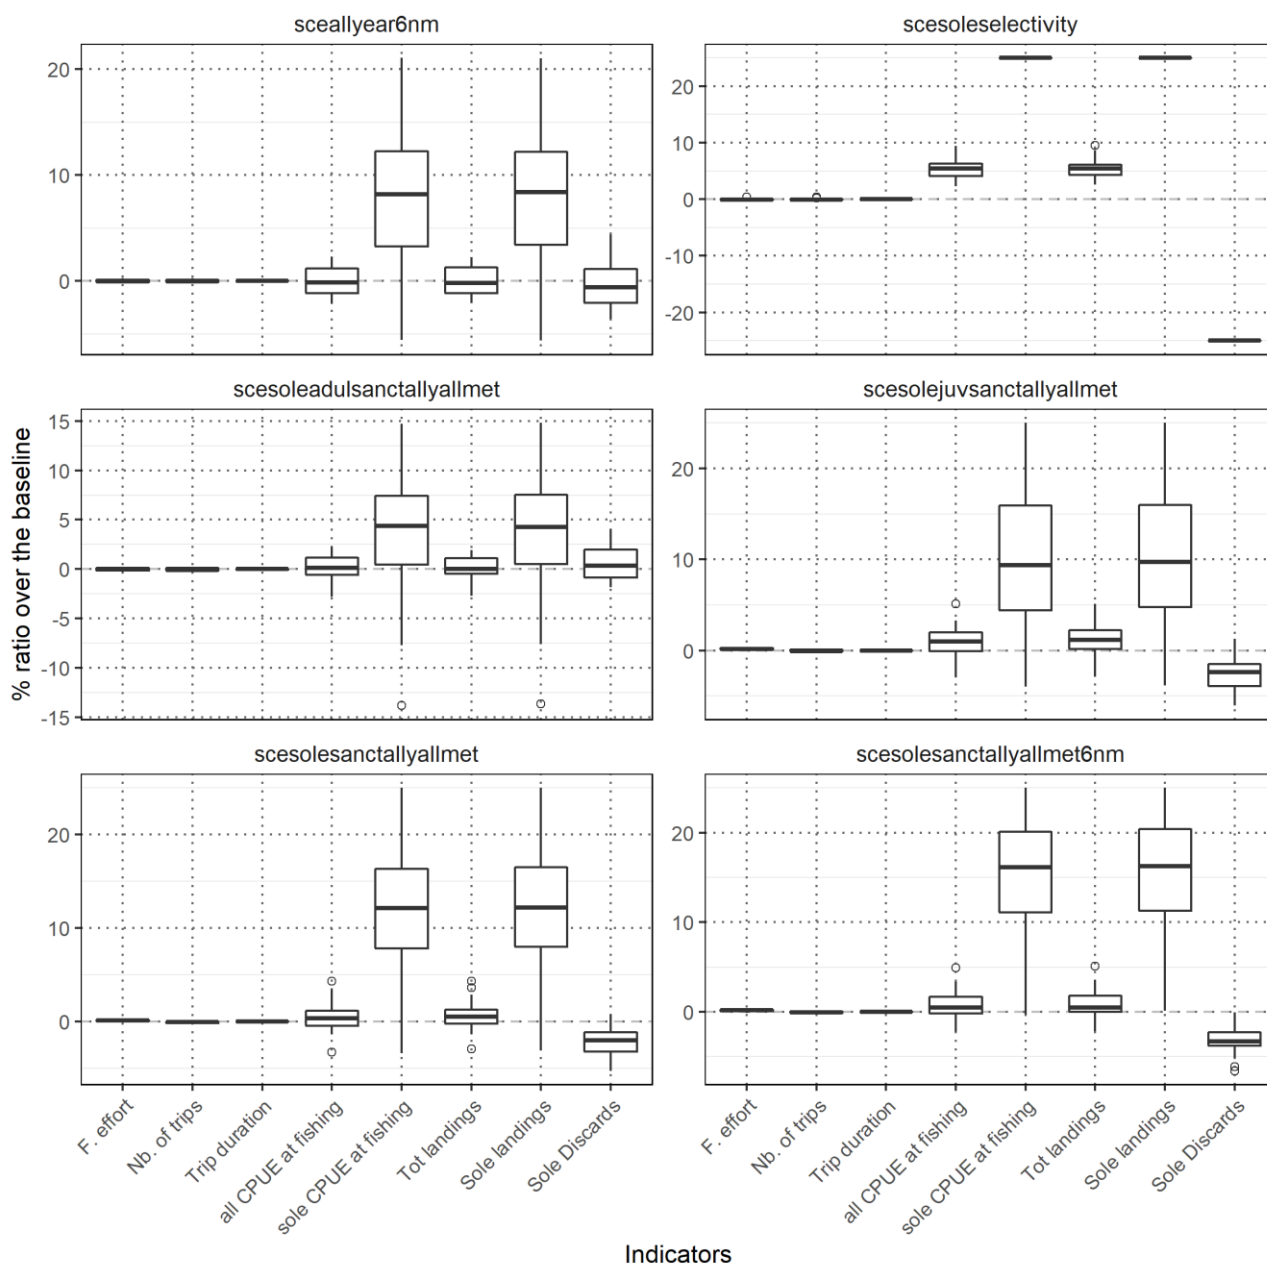 sceallyear6nm
scesoleselectivity
20
10
0
20
10
0
-10
-20
scesoleadulsanctallyallmet
scesolejuvsanctallyallmet
% ratio over the baseline
15
10
5
0
-5
-10
-15
20
10
0
scesolesanctallyallmet
scesolesanctallyallmet6nm
20
10
0
20
10
0
F. effort
Nb. of trips
Trip duration
all CPUE at fishing
sole CPUE at fishing
Tot landings
Sole landings
Sole Discards
F. effort
Nb. of trips
Trip duration
all CPUE at fishing
sole CPUE at fishing
Tot landings
Sole landings
Sole Discards
Indicators